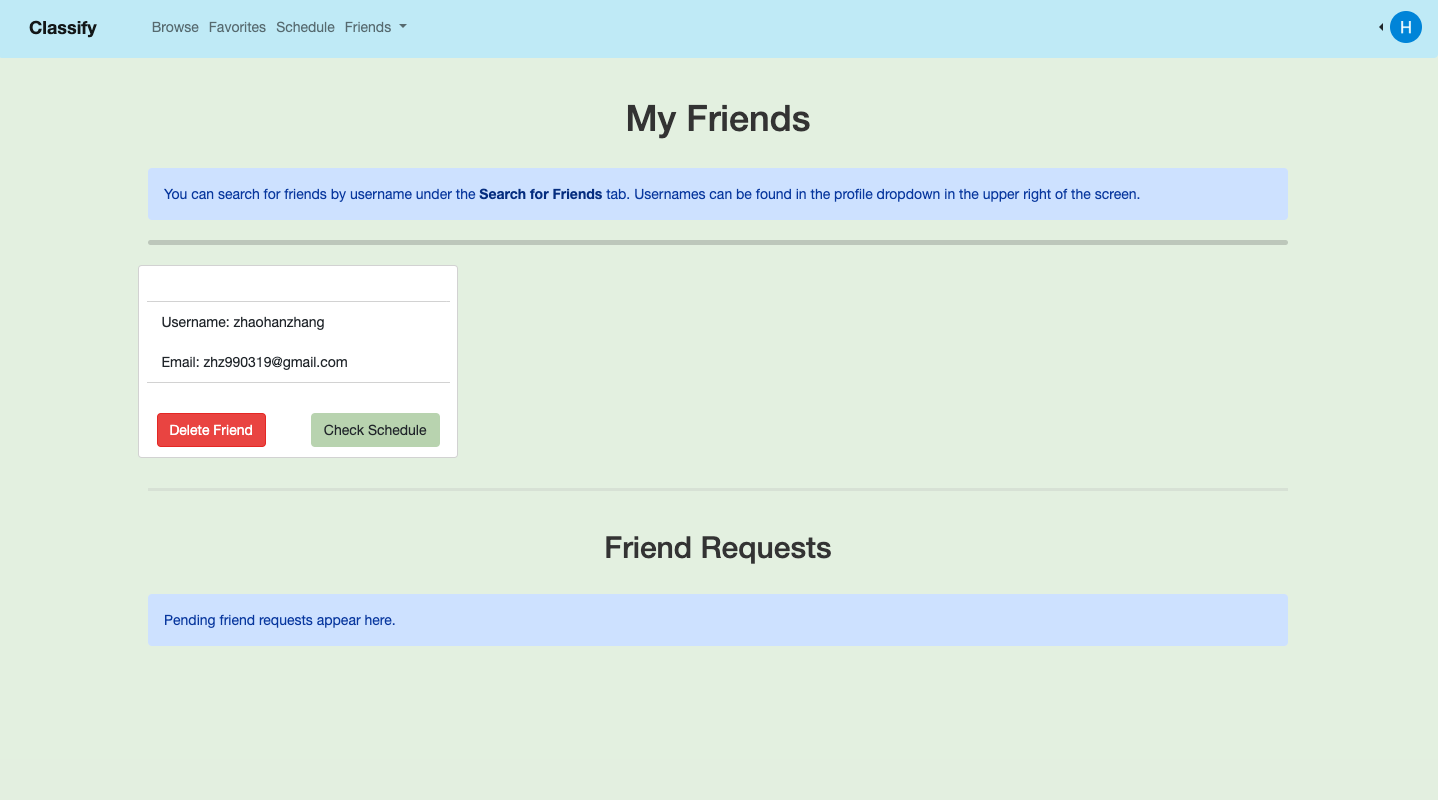 Classify
Browse Favorites Schedule Friends
H
My Friends
You can search for friends by username under the Search for Friends tab. Usernames can be found in the profile dropdown in the upper right of the screen.
Username: zhaohanzhang
Email: zhz990319@gmail.com
Delete Friend
Check Schedule
Friend Requests
Pending friend requests appear here.